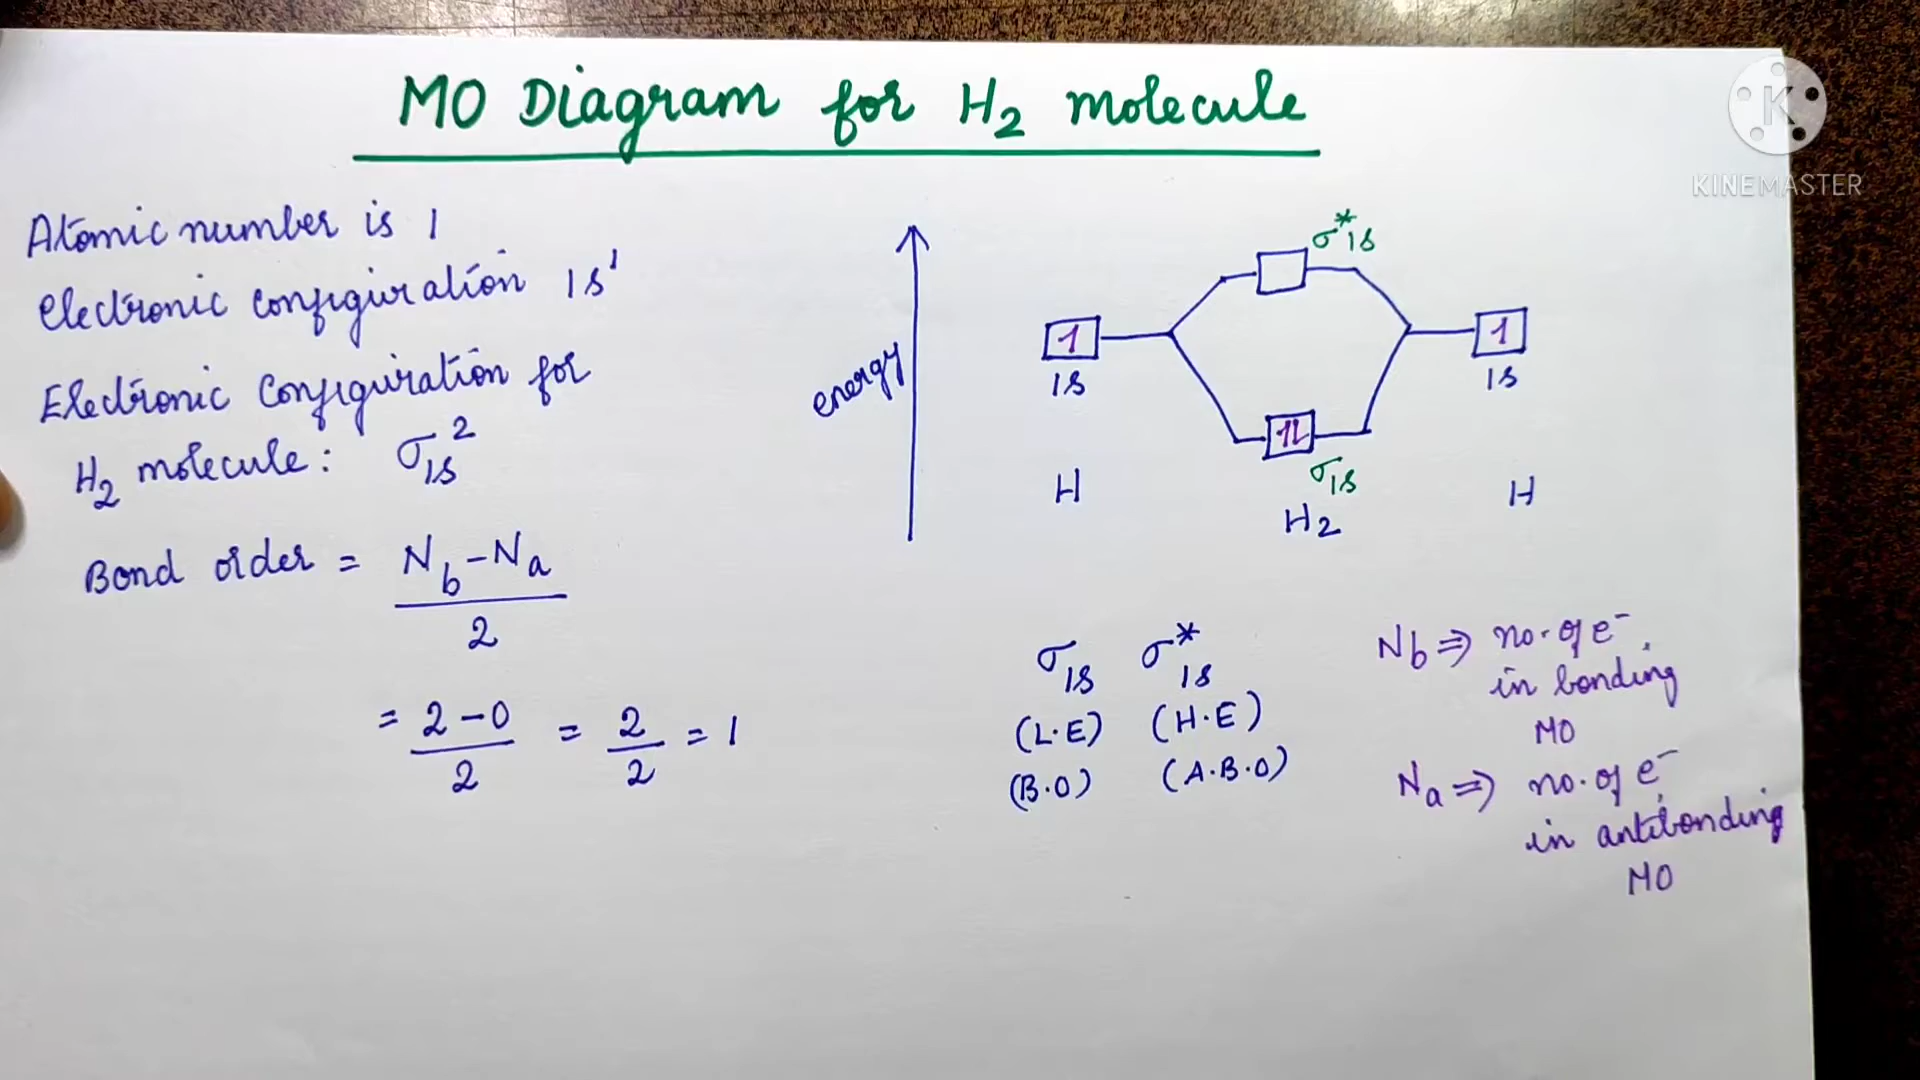 MO Diagram for H₂ molecule
KINEMASTER
Atomic number is 1
Electronic configuration 1s¹
Electronic Configuration for
H₂ molecule: σ1s²
Bond order = Nb - Na / 2
= 2 - 0 / 2 = 2 / 2 = 1
energy
σ*1s
1 1
1s 1s
1L
σ1s
H H₂ H
σ1s σ*1s
(L.E) (H.E)
(B.O) (A.B.O)
Nb ⇒ no. of e⁻
in bonding
MO
Na ⇒ no. of e⁻
in antibonding
MO